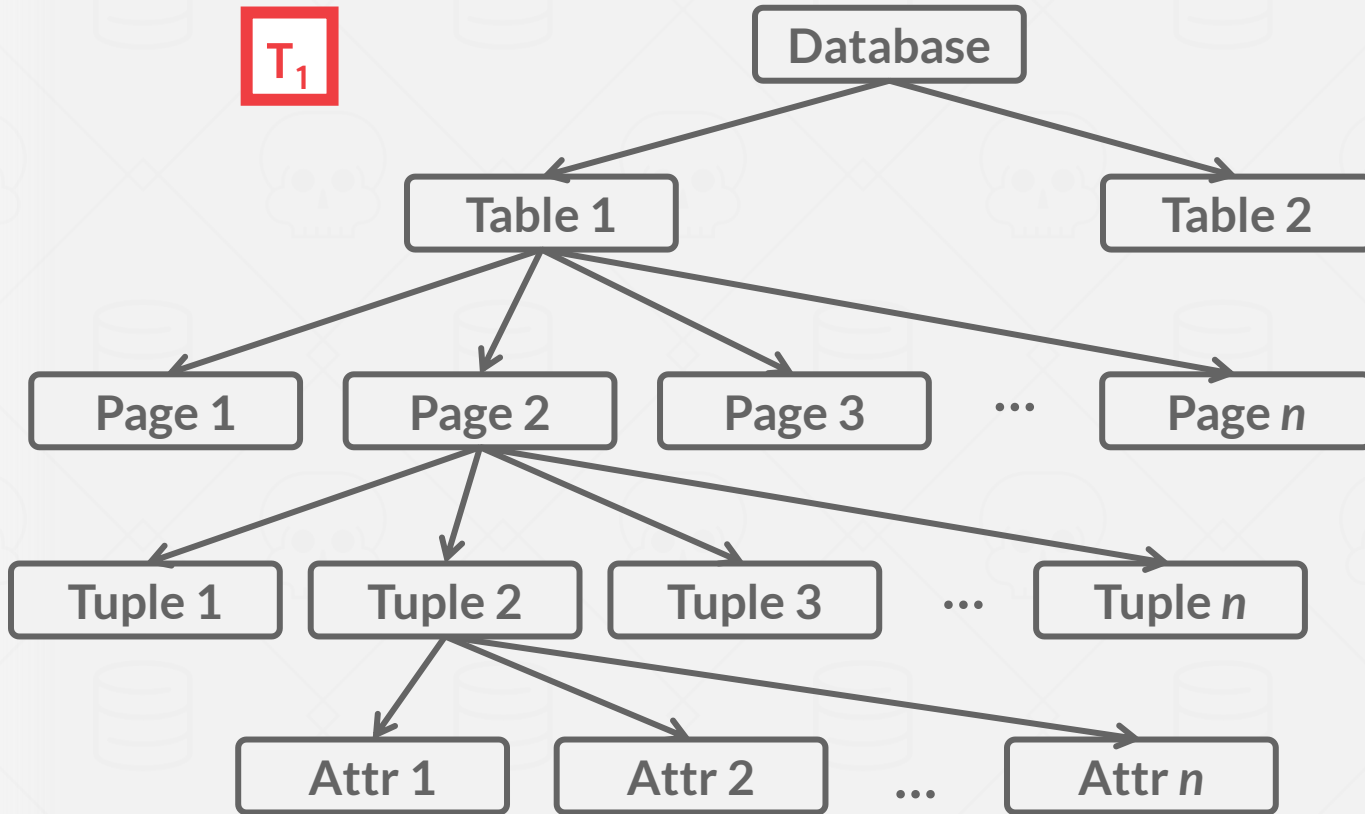 T₁
Database
Table 1
Table 2
Page 1
Page 2
Page 3
...
Page n
Tuple 1
Tuple 2
Tuple 3
...
Tuple n
Attr 1
Attr 2
...
Attr n